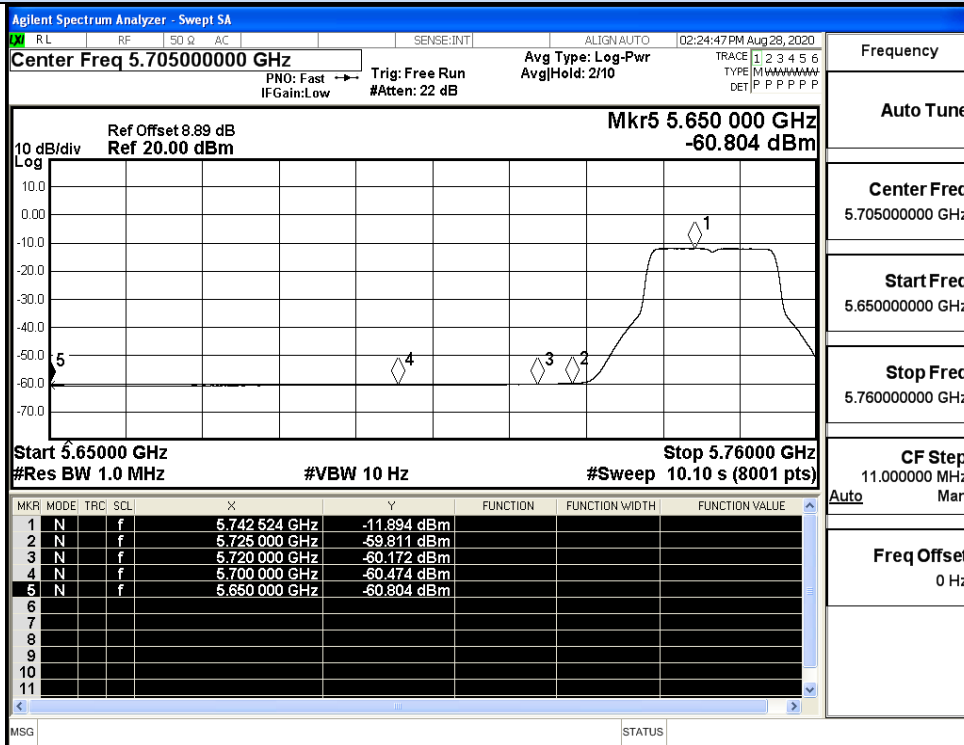 Agilent Spectrum Analyzer - Swept SA
LXI RL RF 50 Ω AC SENSE:INT ALIGN AUTO 02:24:47 PM Aug 28, 2020
Center Freq 5.705000000 GHz
PNO: Fast
IFGain:Low
Trig: Free Run
#Atten: 22 dB
Avg Type: Log-Pwr
Avg|Hold: 2/10
TRACE 1 2 3 4 5 6
TYPE M WWWWW
DET P P P P P P
Ref Offset 8.89 dB
10 dB/div Ref 20.00 dBm
Log
Mkr5 5.650 000 GHz
-60.804 dBm
10.0
0.00
-10.0
-20.0
-30.0
-40.0
-50.0
-60.0
-70.0
1
2
3
4
5
Start 5.65000 GHz Stop 5.76000 GHz
#Res BW 1.0 MHz #VBW 10 Hz #Sweep 10.10 s (8001 pts)
MKR MODE TRC SCL X Y FUNCTION FUNCTION WIDTH FUNCTION VALUE
1 N f 5.742 524 GHz -11.894 dBm
2 N f 5.725 000 GHz -59.811 dBm
3 N f 5.720 000 GHz -60.172 dBm
4 N f 5.700 000 GHz -60.474 dBm
5 N f 5.650 000 GHz -60.804 dBm
6
7
8
9
10
11
MSG STATUS
Frequency
Auto Tune
Center Freq
5.705000000 GHz
Start Freq
5.650000000 GHz
Stop Freq
5.760000000 GHz
CF Step
11.000000 MHz
Auto Man
Freq Offset
0 Hz